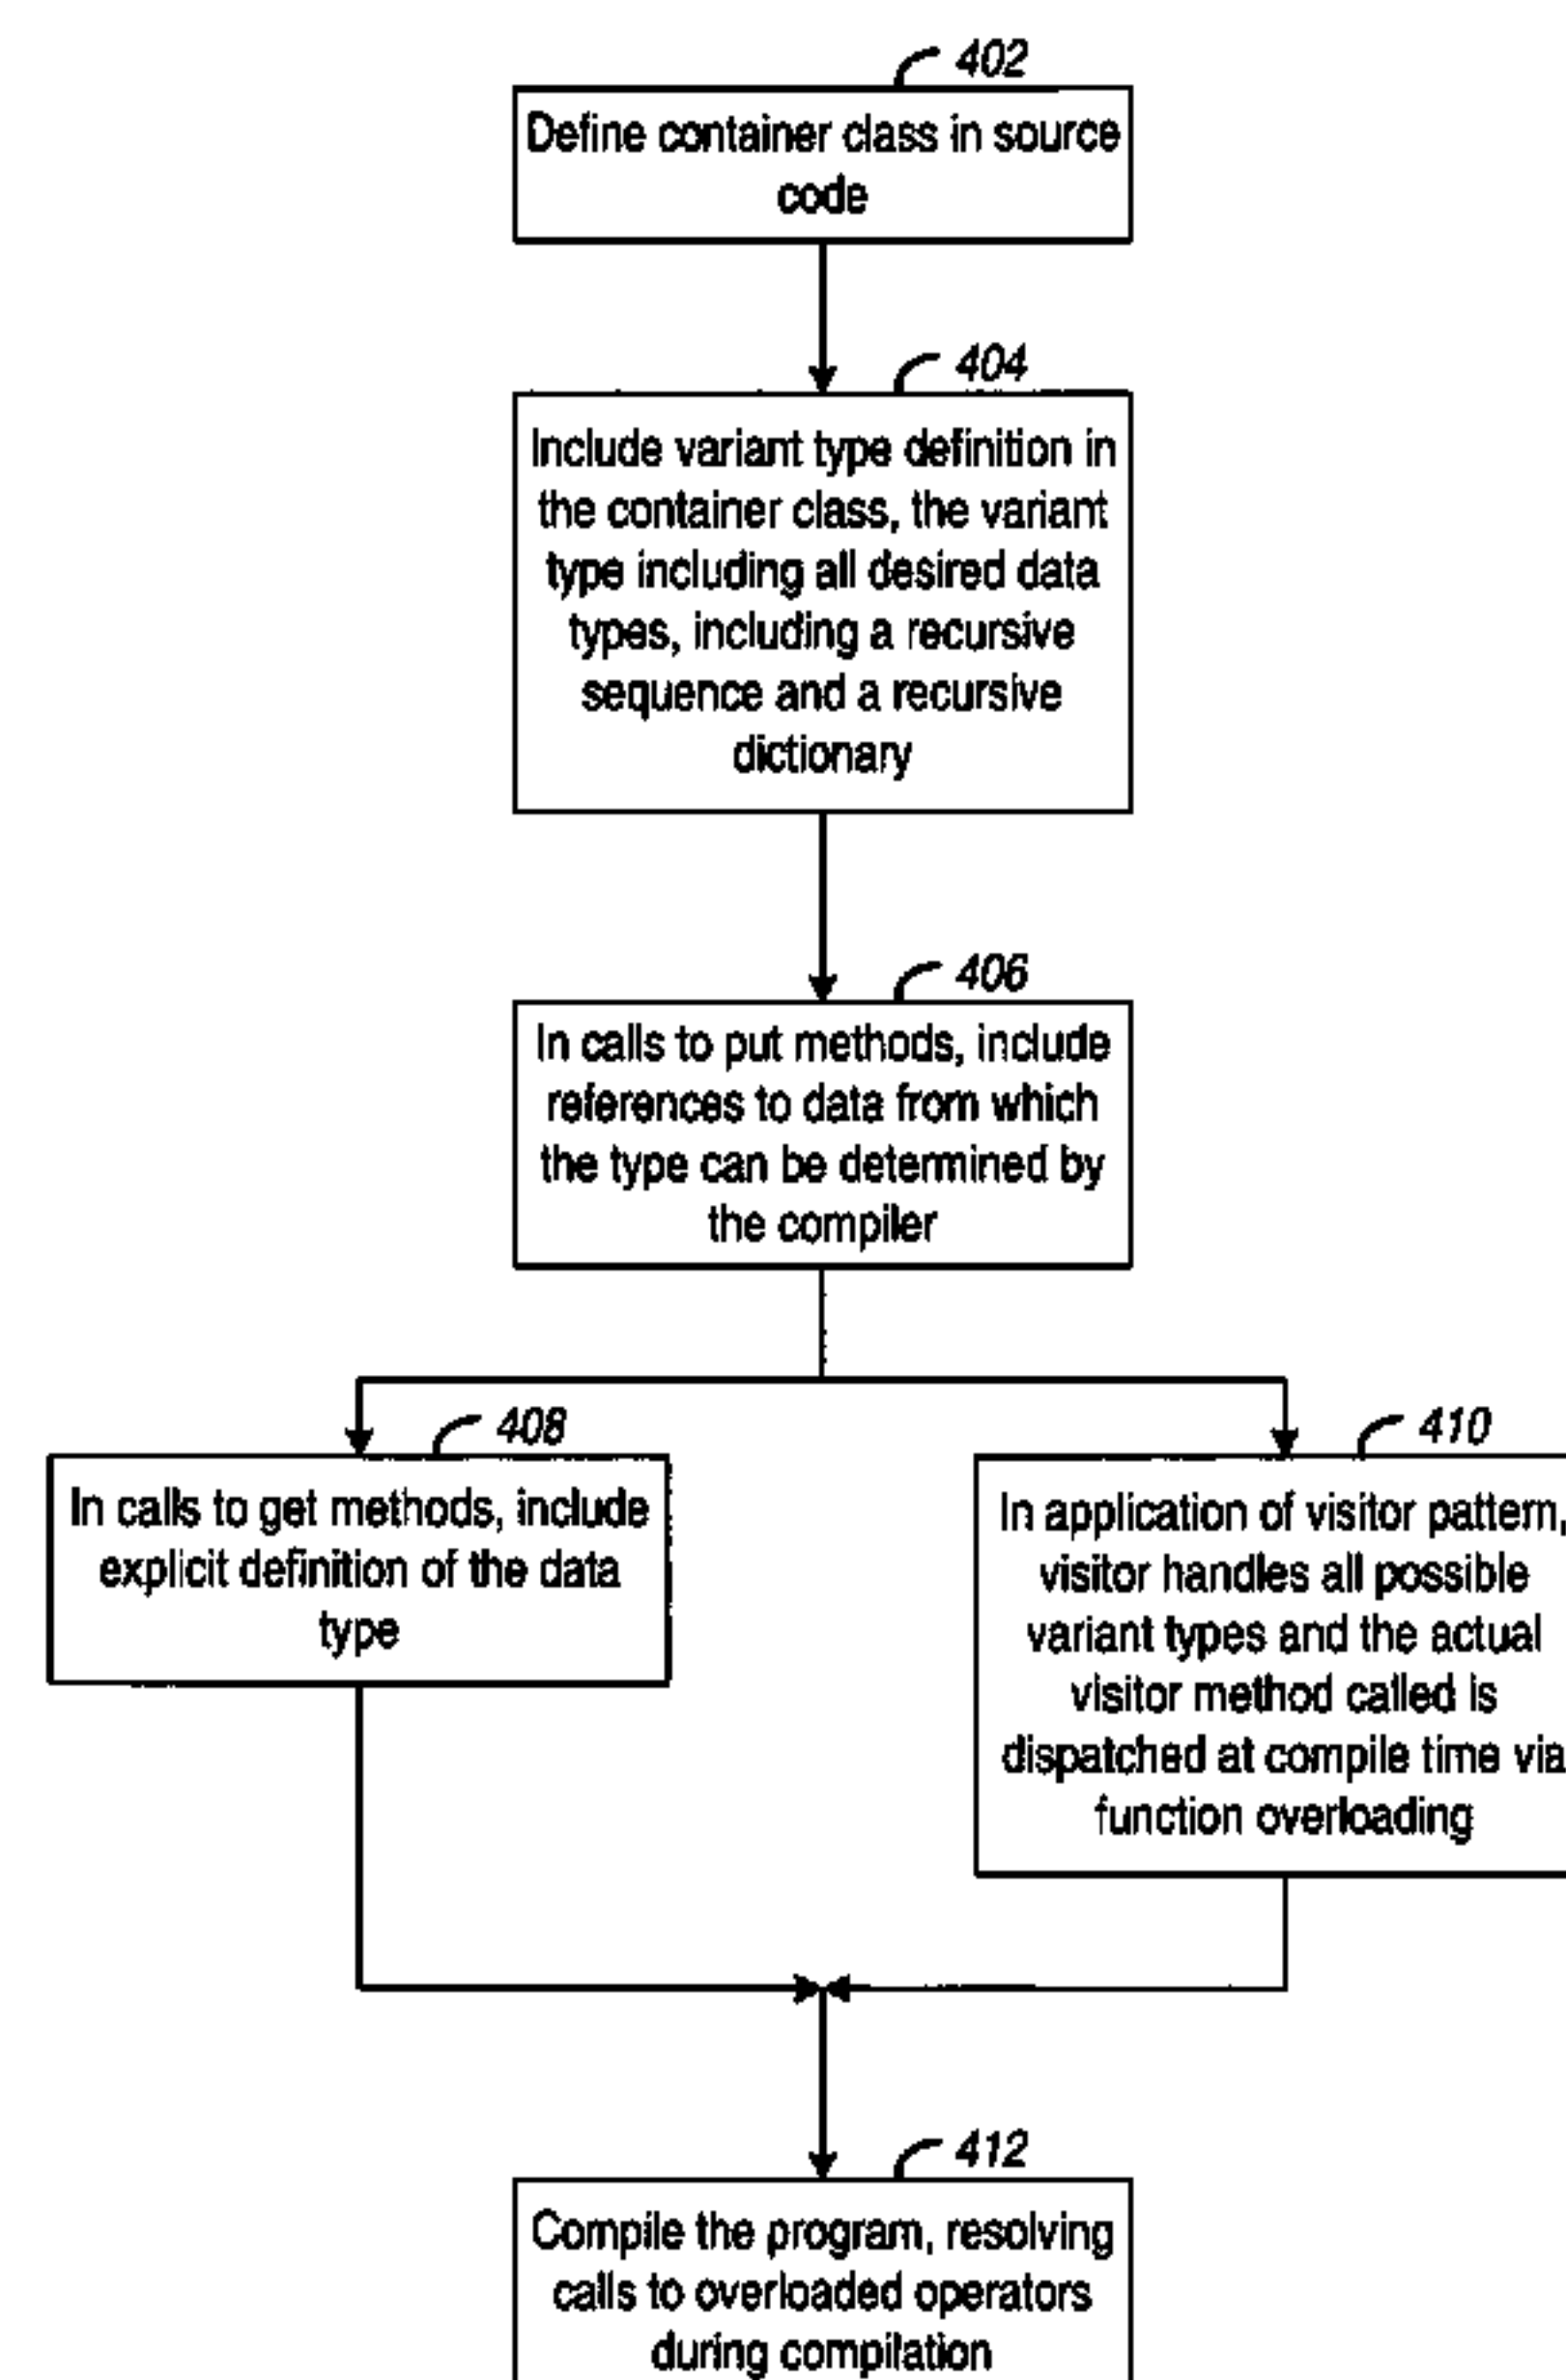 402
Define container class in source
code
404
Include variant type definition in
the container class, the variant
type including all desired data
types, including a recursive
sequence and a recursive
dictionary
406
In calls to put methods, include
references to data from which
the type can be determined by
the compiler
408
In calls to get methods, include
explicit definition of the data
type
410
In application of visitor pattern,
visitor handles all possible
variant types and the actual
visitor method called is
dispatched at compile time via
function overloading
412
Compile the program, resolving
calls to overloaded operators
during compilation